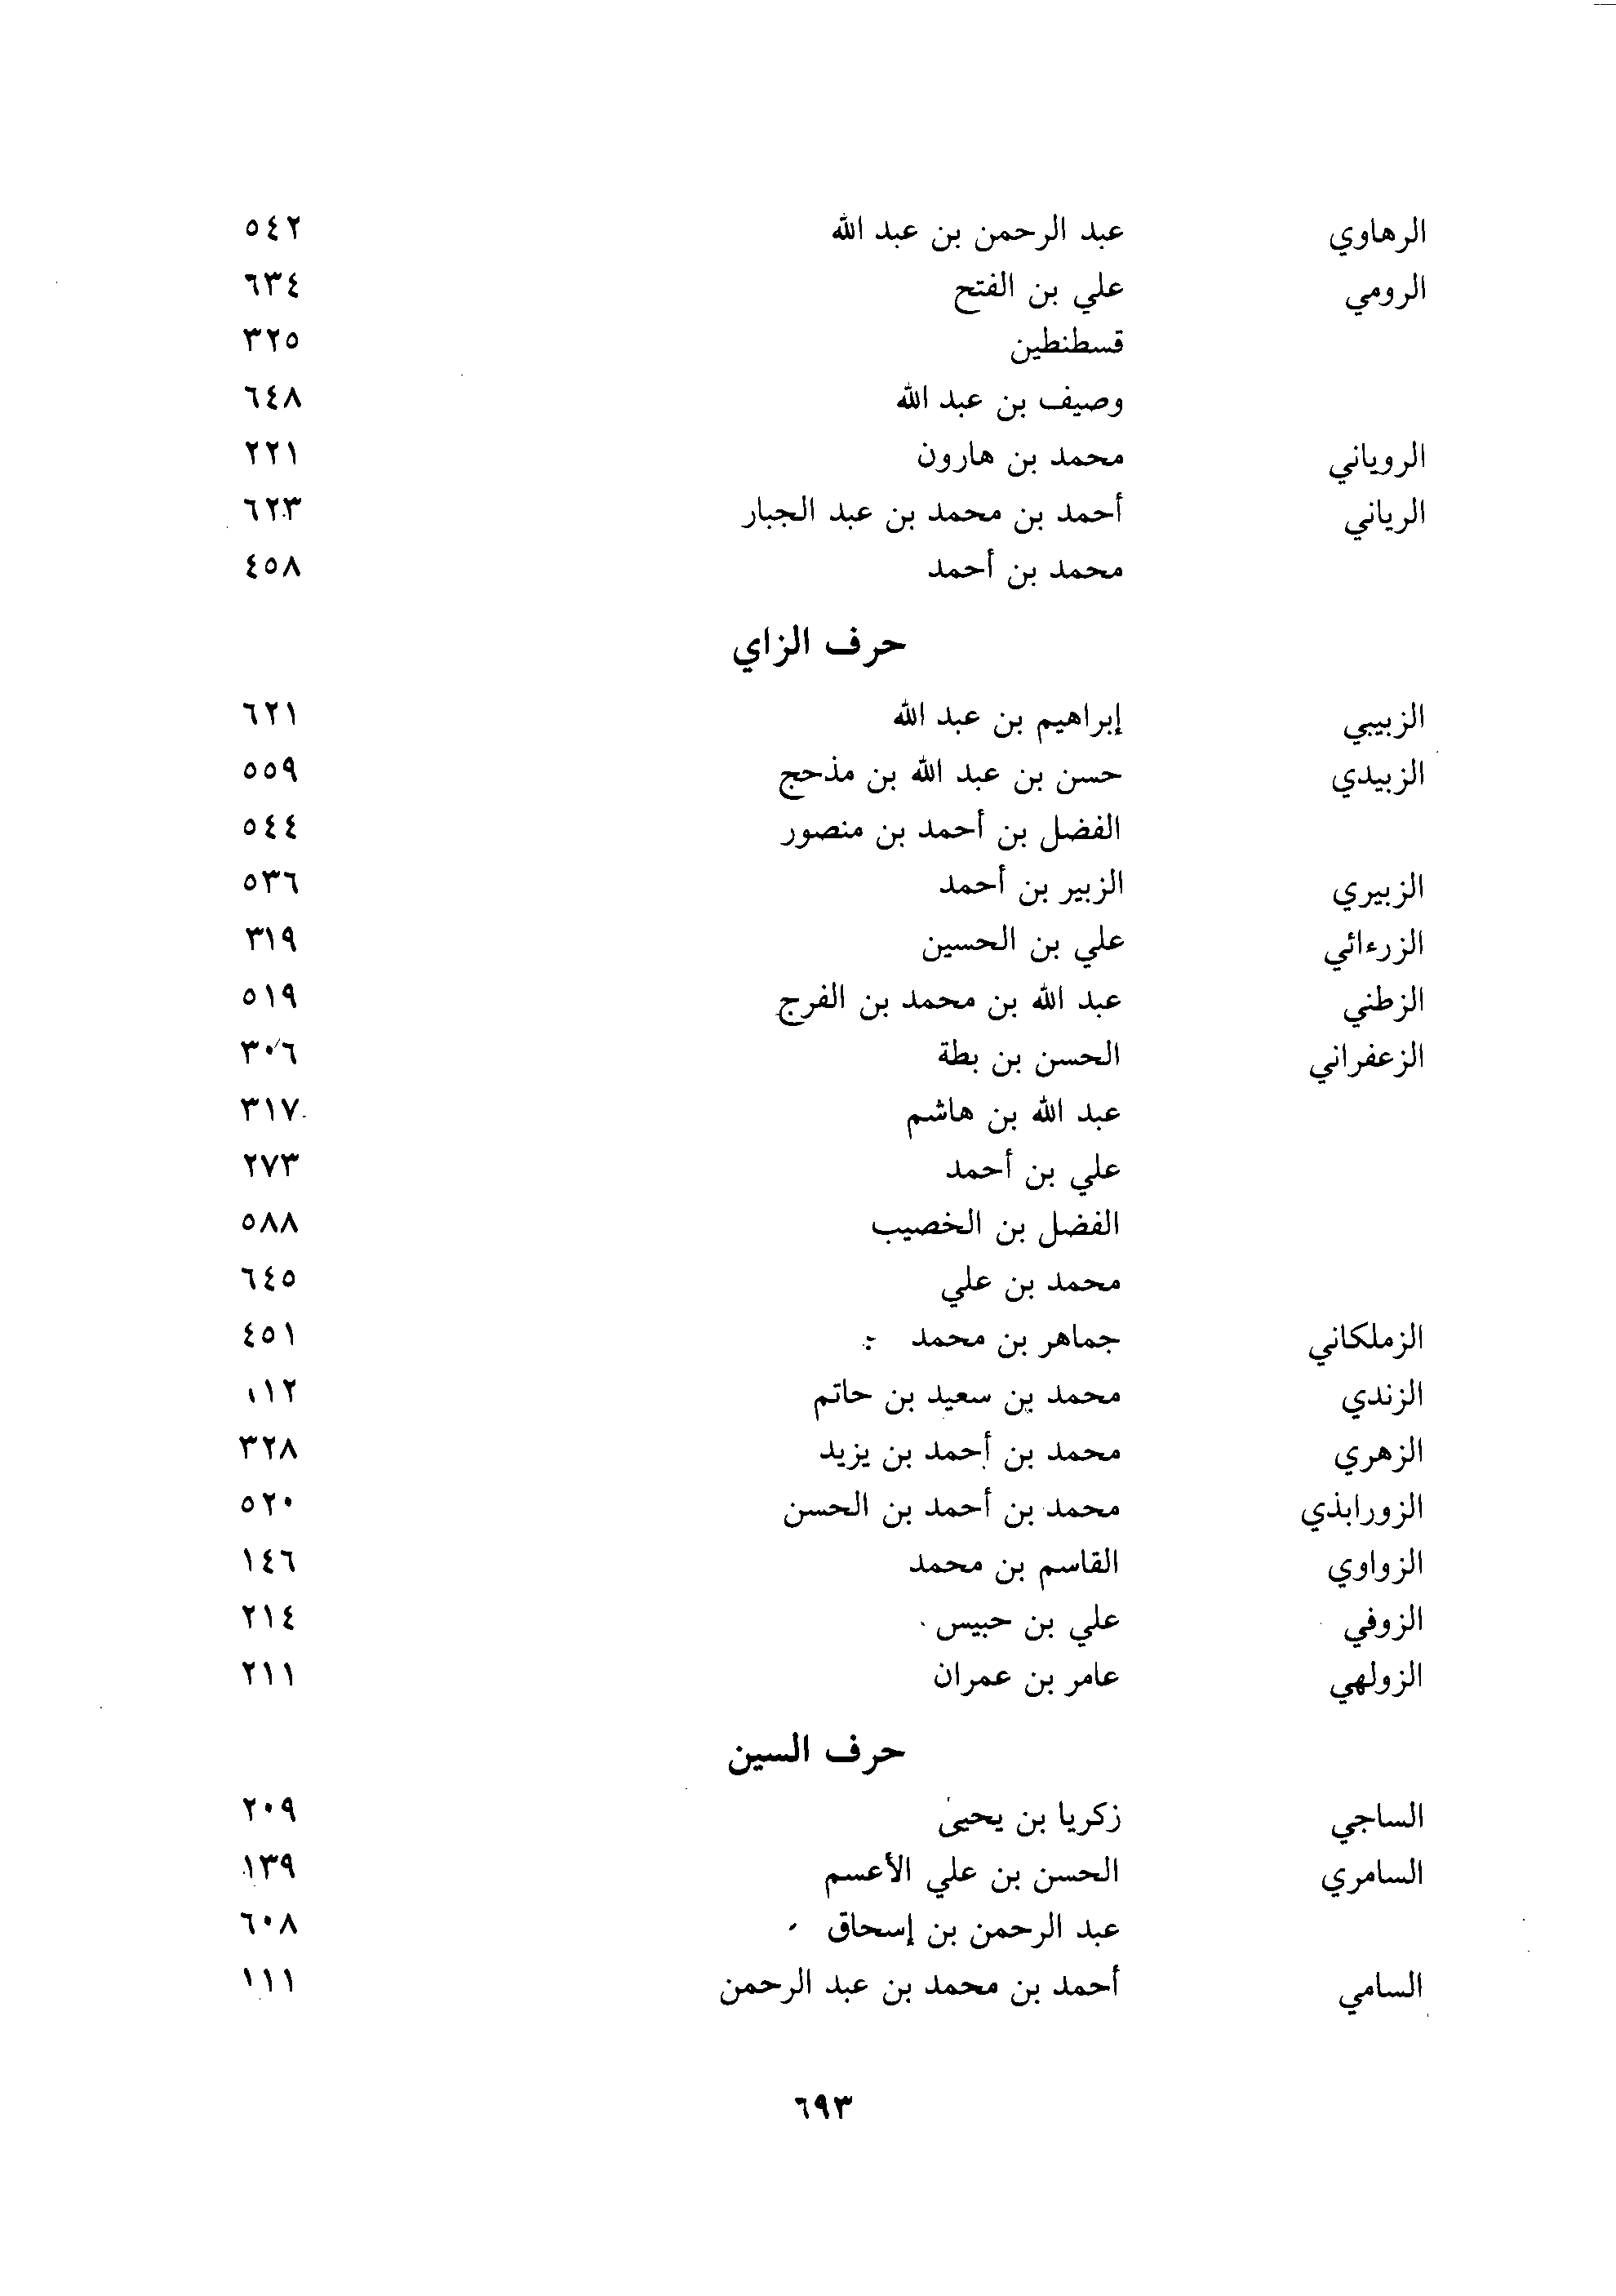 الرهاوي عبد الرحمن بن عبد الله ٥٤٢
الرومي علي بن الفتح ٦٣٤
قسطنطين ٣٢٥
وصيف بن عبد الله ٦٤٨
الروياني محمد بن هارون ٢٢١
الرياني أحمد بن محمد بن عبد الجبار ٦٢٣
محمد بن أحمد ٤٥٨
حرف الزاي
الزبيبي إبراهيم بن عبد الله ٦٢١
الزبيدي حسن بن عبد الله بن مذحج ٥٥٩
الفضل بن أحمد بن منصور ٥٤٤
الزبيري الزبير بن أحمد ٥٣٦
الزرءائي علي بن الحسين ٣١٩
الزطني عبد الله بن محمد بن الفرج ٥١٩
الزعفراني الحسن بن بطة ٣٠٦
عبد الله بن هاشم ٣١٧
علي بن أحمد ٢٧٣
الفضل بن الخصيب ٥٨٨
محمد بن علي ٦٤٥
الزملكاني جماهر بن محمد ٤٥١
الزندي محمد بن سعيد بن حاتم
الزهري محمد بن أحمد بن يزيد ٣٢٨
الزورابذي محمد بن أحمد بن الحسن ٥٢٠
الزواوي القاسم بن محمد ١٤٦
الزوفي علي بن حبيس ٢١٤
الزولهي عامر بن عمران ٢١١
حرف السين
الساجي زكريا بن يحيى ٢٠٩
السامري الحسن بن علي الأعسم ١٣٩
عبد الرحمن بن إسحاق ٦٠٨
السامي أحمد بن محمد بن عبد الرحمن ١١١
٦٩٣